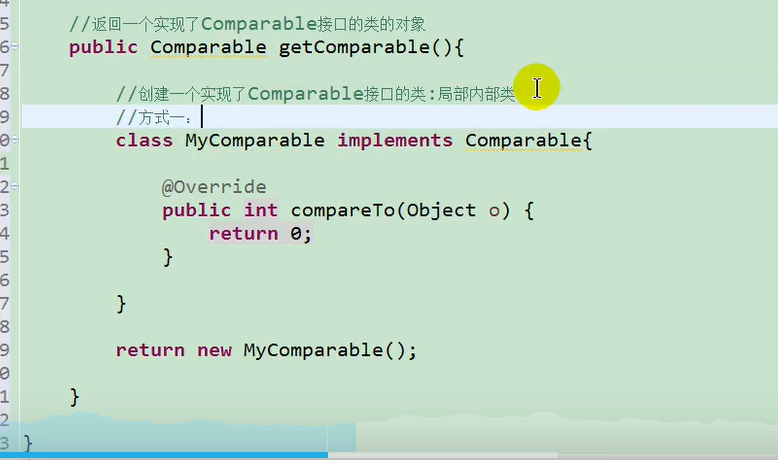 5 //返回一个实现了Comparable接口的类的对象
6 public Comparable getComparable(){
7
8 //创建一个实现了Comparable接口的类:局部内部类
9 //方式一:
0 class MyComparable implements Comparable{
1
2 @Override
3 public int compareTo(Object o) {
4 return 0;
5 }
6
7 }
8
9 return new MyComparable();
0
1 }
2
3 }